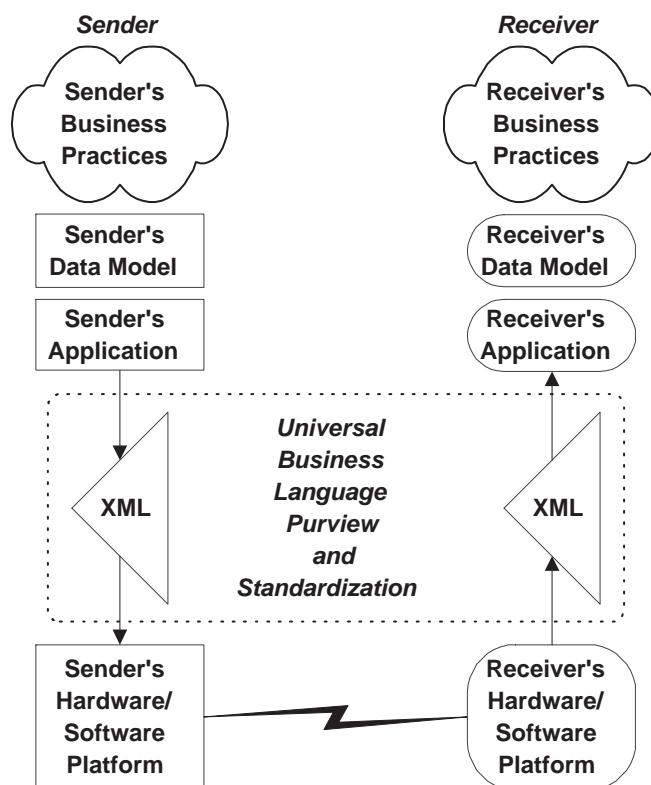 Sender
Receiver
Sender's
Business
Practices
Receiver's
Business
Practices
Sender's
Data Model
Receiver's
Data Model
Sender's
Application
Receiver's
Application
XML
Universal
Business
Language
Purview
and
Standardization
XML
Sender's
Hardware/
Software
Platform
Receiver's
Hardware/
Software
Platform